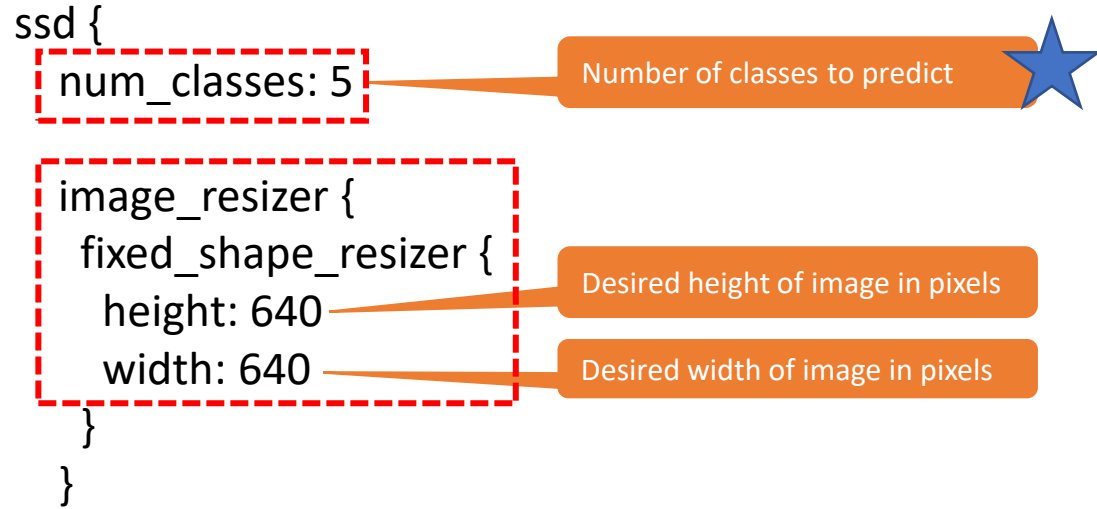 ssd {
num_classes: 5
Number of classes to predict
image_resizer {
fixed_shape_resizer {
height: 640
Desired height of image in pixels
width: 640
Desired width of image in pixels
}
}